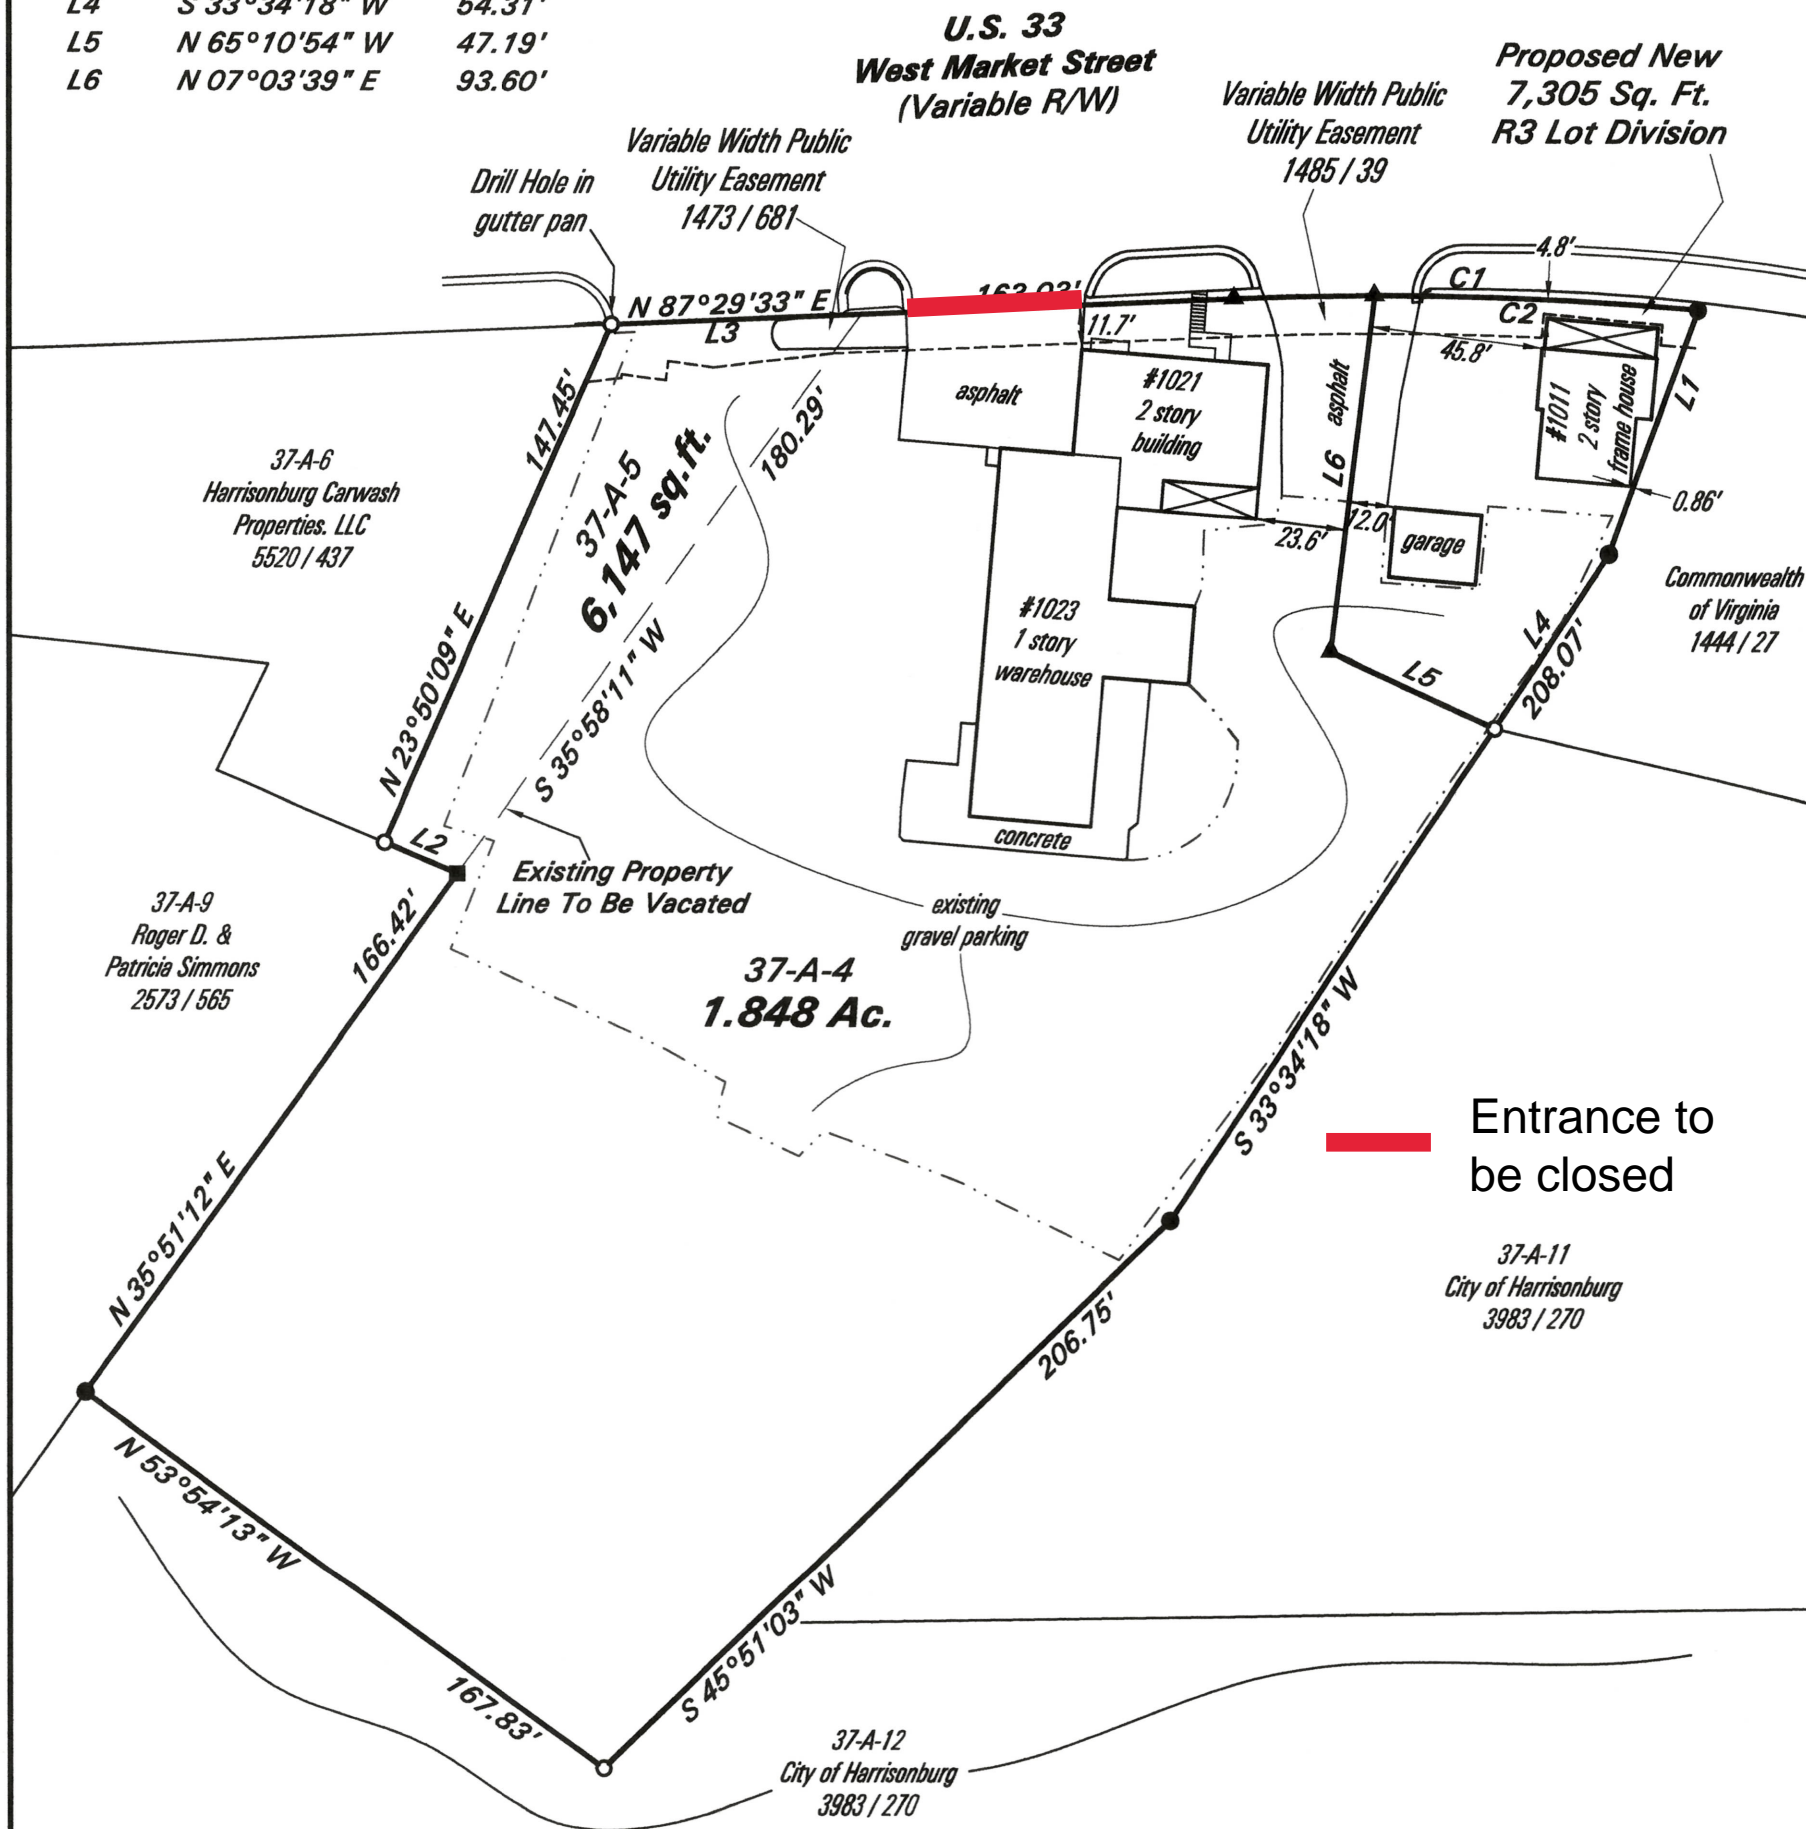 L4 S 33°34'18" W 54.31'
L5 N 65°10'54" W 47.19'
L6 N 07°03'39" E 93.60'
U.S. 33
West Market Street
(Variable R/W)
Proposed New
7,305 Sq. Ft.
R3 Lot Division
Variable Width Public
Utility Easement
1485 / 39
Variable Width Public
Utility Easement
1473 / 681
Drill Hole in
gutter pan
4.8'
C1
C2
N 87°29'33" E
163.03'
L3
11.7'
45.8'
L1
asphalt
#1021
2 story
building
L6
asphalt
#1011
2 story
frame house
0.86'
147.45'
180.29'
37-A-5
6,147 sq.ft.
37-A-6
Harrisonburg Carwash
Properties. LLC
5520 / 437
23.6'
12.0'
garage
Commonwealth
of Virginia
1444 / 27
#1023
1 story
warehouse
L4
208.07'
L5
N 23°50'09" E
S 35°58'11" W
L2
concrete
Existing Property
Line To Be Vacated
existing
gravel parking
37-A-9
Roger D. &
Patricia Simmons
2573 / 565
166.42'
37-A-4
1.848 Ac.
S 33°34'18" W
Entrance to
be closed
N 35°51'12" E
37-A-11
City of Harrisonburg
3983 / 270
206.75'
N 53°54'13" W
S 45°51'03" W
167.83'
37-A-12
City of Harrisonburg
3983 / 270